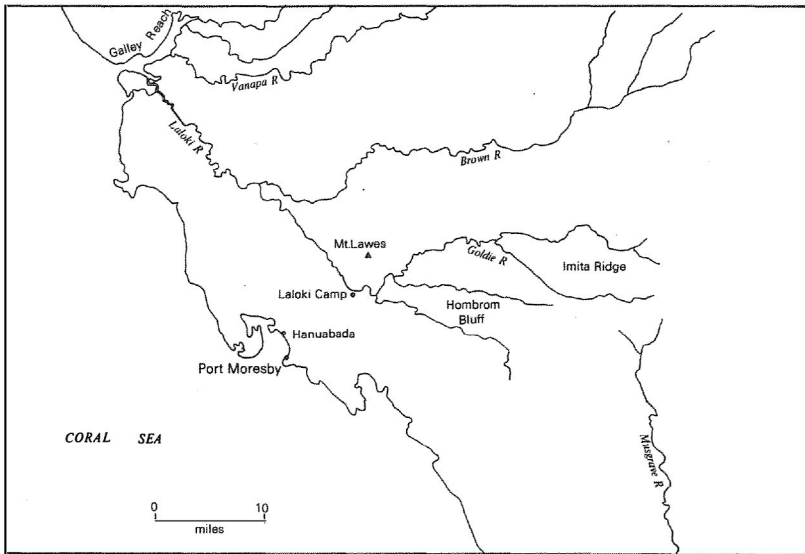 Galley Reach
Vanapa R
Laloki R
Brown R
Mt. Lawes
Goldie R
Imita Ridge
Laloki Camp
Hombrom
Bluff
Hanuabada
Port Moresby
CORAL SEA
Musgrave R
0 10
miles